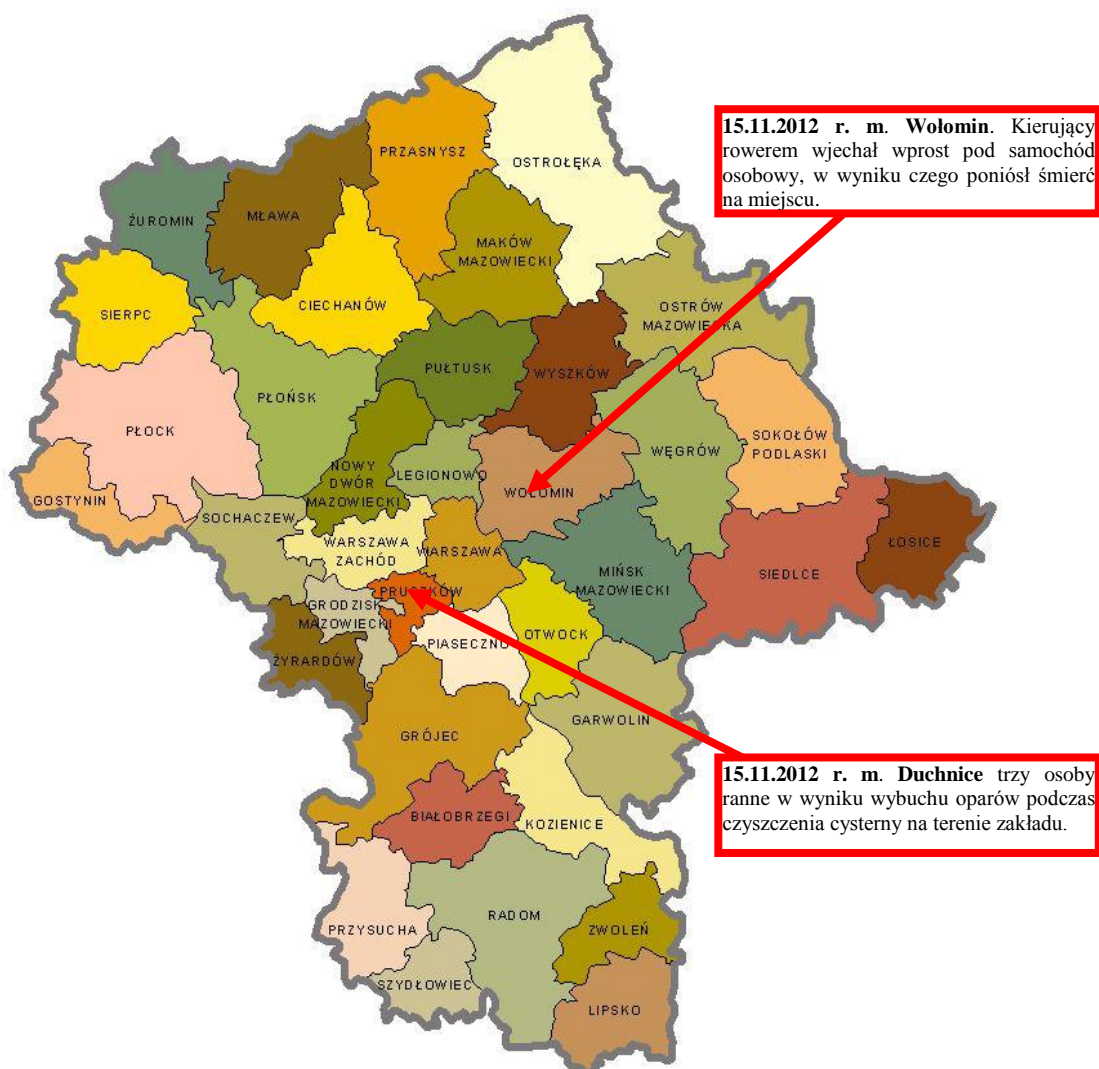 15.11.2012 r. m. Wołomin. Kierujący
rowerem wjechał wprost pod samochód
osobowy, w wyniku czego poniósł śmierć
na miejscu.
PRZASNYSZ
OSTROŁĘKA
ŻUROMIN
MŁAWA
MAKÓW
MAZOWIECKI
CIECHANÓW
OSTRÓW
MAZOWIECKA
SIERPC
PUŁTUSK
WYSZKÓW
PŁOŃSK
PŁOCK
SOKOŁÓW
PODLASKI
WĘGRÓW
NOWY
DWÓR
MAZOWIECKI
LEGIONOWO
WOŁOMIN
GOSTYNIN
SOCHACZEW
WARSZAWA
ZACHÓD
WARSZAWA
ŁOSICE
SIEDLCE
MIŃSK
MAZOWIECKI
PRUSZKÓW
GRODZISK
MAZOWIECKI
PIASECZNO
OTWOCK
ŻYRARDÓW
GARWOLIN
GRÓJEC
15.11.2012 r. m. Duchnice trzy osoby
ranne w wyniku wybuchu oparów podczas
czyszczenia cysterny na terenie zakładu.
BIAŁOBRZEGI
KOZIENICE
RADOM
PRZYSUCHA
ZWOLEŃ
SZYDŁOWIEC
LIPSKO